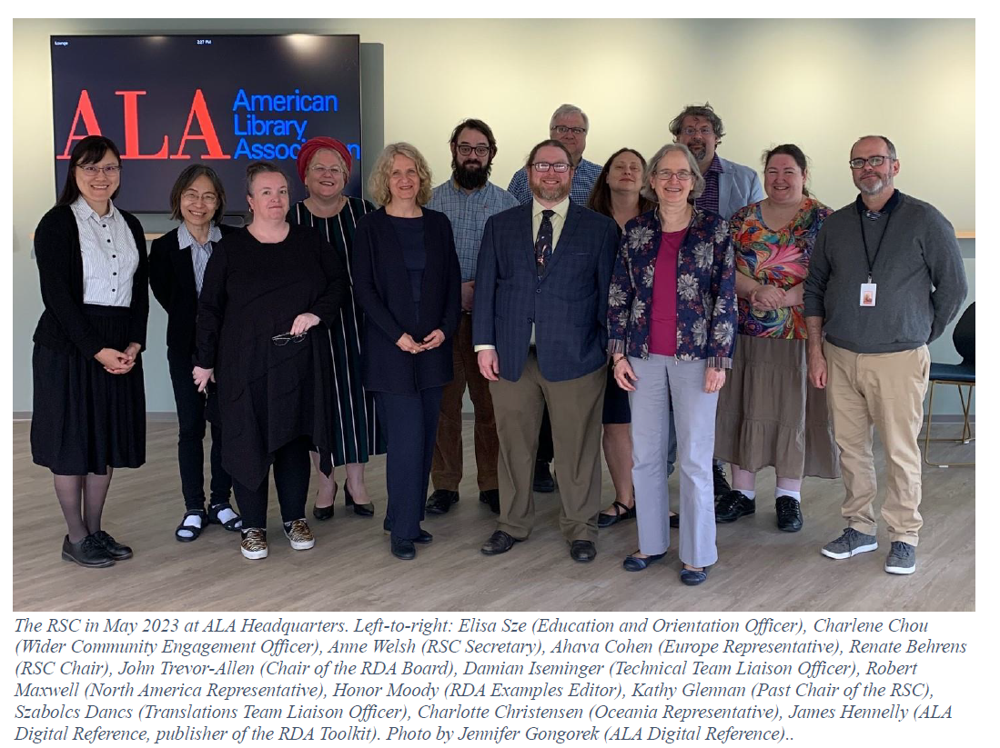 iLounge
3:27 PM
ALA
American
Library
Association
The RSC in May 2023 at ALA Headquarters. Left-to-right: Elisa Sze (Education and Orientation Officer), Charlene Chou
(Wider Community Engagement Officer), Anne Welsh (RSC Secretary), Ahava Cohen (Europe Representative), Renate Behrens
(RSC Chair), John Trevor-Allen (Chair of the RDA Board), Damian Iseminger (Technical Team Liaison Officer), Robert
Maxwell (North America Representative), Honor Moody (RDA Examples Editor), Kathy Glennan (Past Chair of the RSC),
Szabolcs Dancs (Translations Team Liaison Officer), Charlotte Christensen (Oceania Representative), James Hennelly (ALA
Digital Reference, publisher of the RDA Toolkit). Photo by Jennifer Gongorek (ALA Digital Reference)..